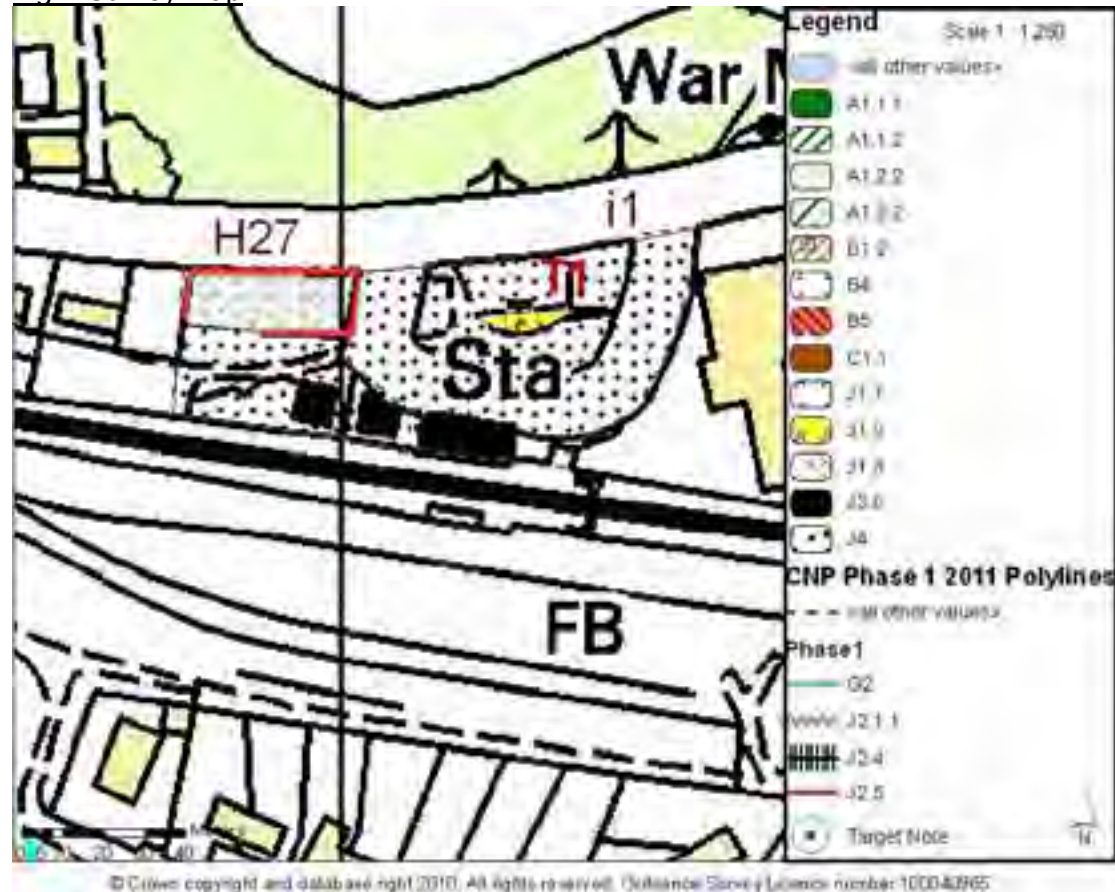 War
i1
H27
Sta
FB
20
40
Legend
Scale 1 : 1,250
<all other values>
A1.1.1
A1.1.2
A1.2.2
B4
B5
C1.1
J3.6
J4
CNP Phase 1 2011 Polylines
<all other values>
Phase1
G2
J2.1.1
J2.4
J2.5
Target Note
N
© Crown copyright and database right 2010. All rights reserved. Ordnance Survey Licence number 100040965